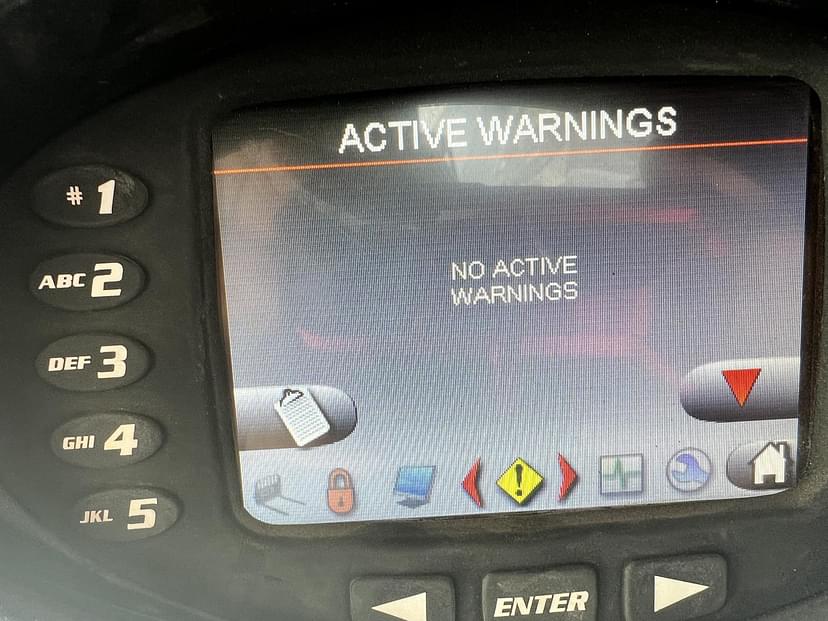 ACTIVE WARNINGS
# 1
ABC 2
DEF 3
GHI 4
JKL 5
NO ACTIVE
WARNINGS
!
ENTER